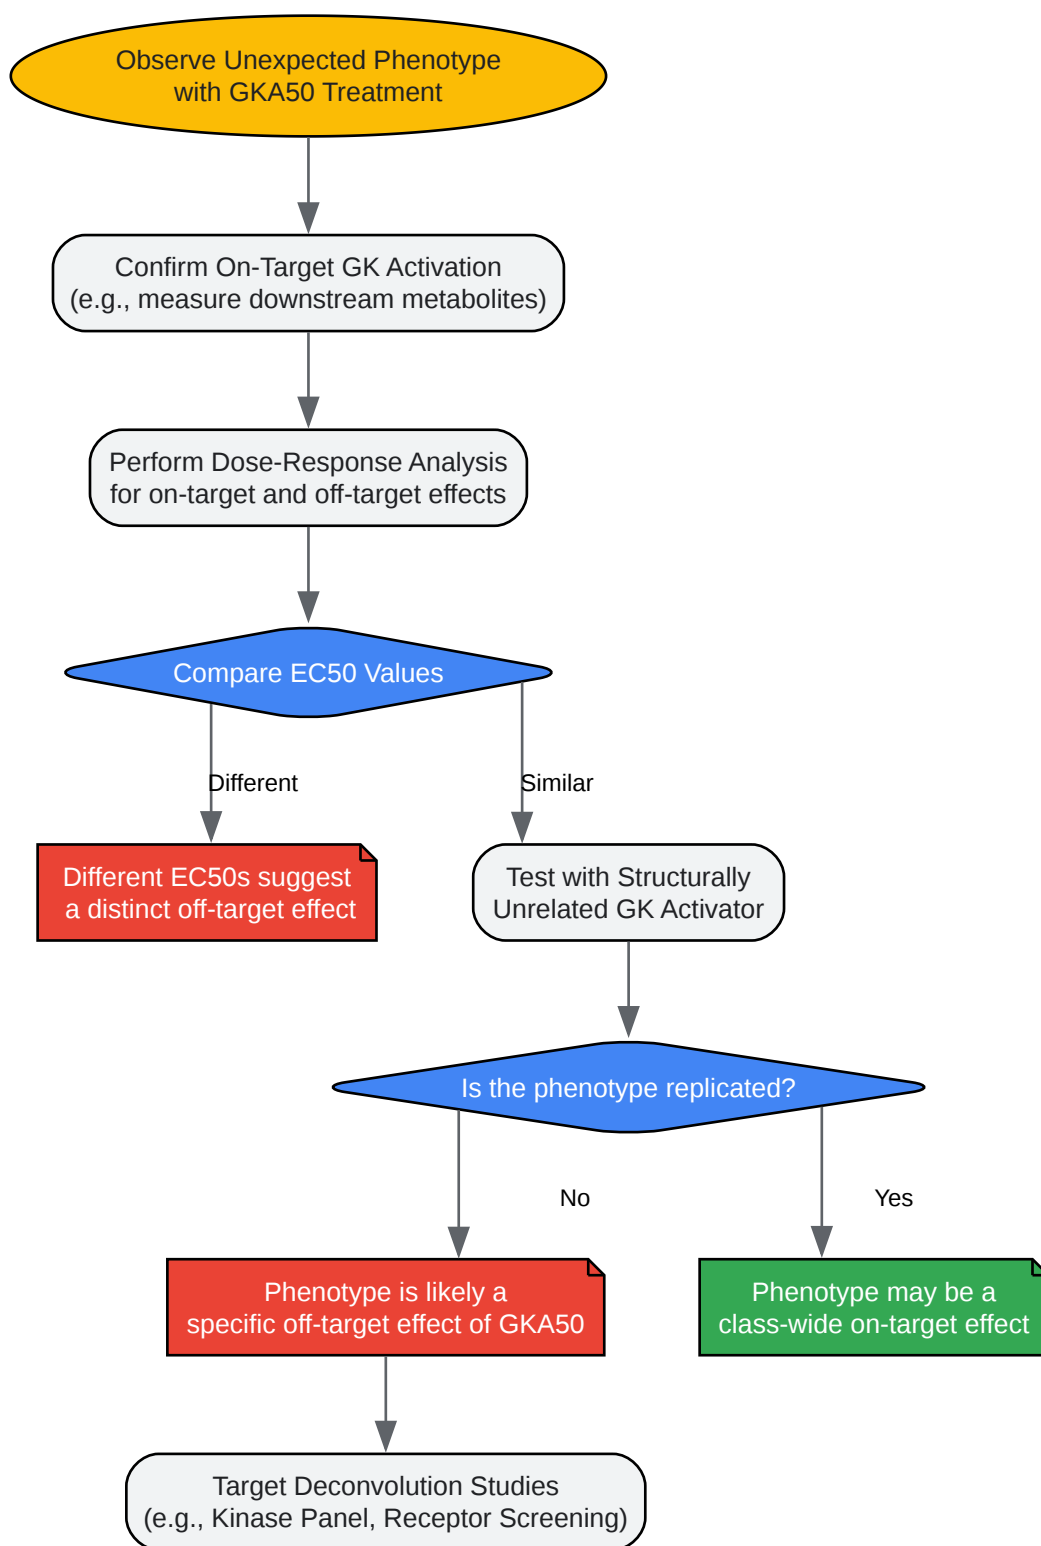 Observe Unexpected Phenotype
with GKA50 Treatment
Confirm On-Target GK Activation
(e.g., measure downstream metabolites)
Perform Dose-Response Analysis
for on-target and off-target effects
Compare EC50 Values
Different
Similar
Different EC50s suggest
a distinct off-target effect
Test with Structurally
Unrelated GK Activator
Is the phenotype replicated?
No
Yes
Phenotype is likely a
specific off-target effect of GKA50
Phenotype may be a
class-wide on-target effect
Target Deconvolution Studies
(e.g., Kinase Panel, Receptor Screening)